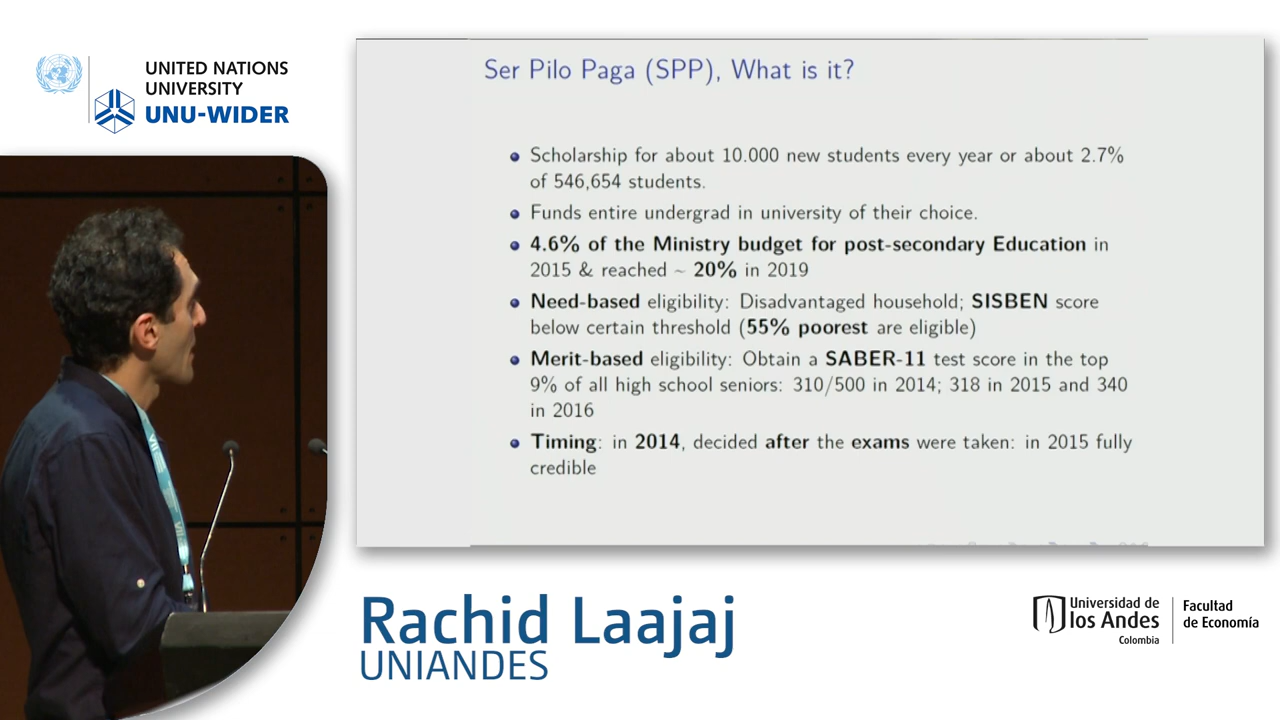 UNITED NATIONS
UNIVERSITY
UNU-WIDER
Ser Pilo Paga (SPP), What is it?
Scholarship for about 10.000 new students every year or about 2.7%
of 546,654 students.
Funds entire undergrad in university of their choice.
4.6% of the Ministry budget for post-secondary Education in
2015 & reached ~ 20% in 2019
Need-based eligibility: Disadvantaged household; SISBEN score
below certain threshold (55% poorest are eligible)
Merit-based eligibility: Obtain a SABER-11 test score in the top
9% of all high school seniors: 310/500 in 2014; 318 in 2015 and 340
in 2016
Timing: in 2014, decided after the exams were taken: in 2015 fully
credible
Rachid Laajaj
UNIANDES
Universidad de
los Andes
Colombia
Facultad
de Economía